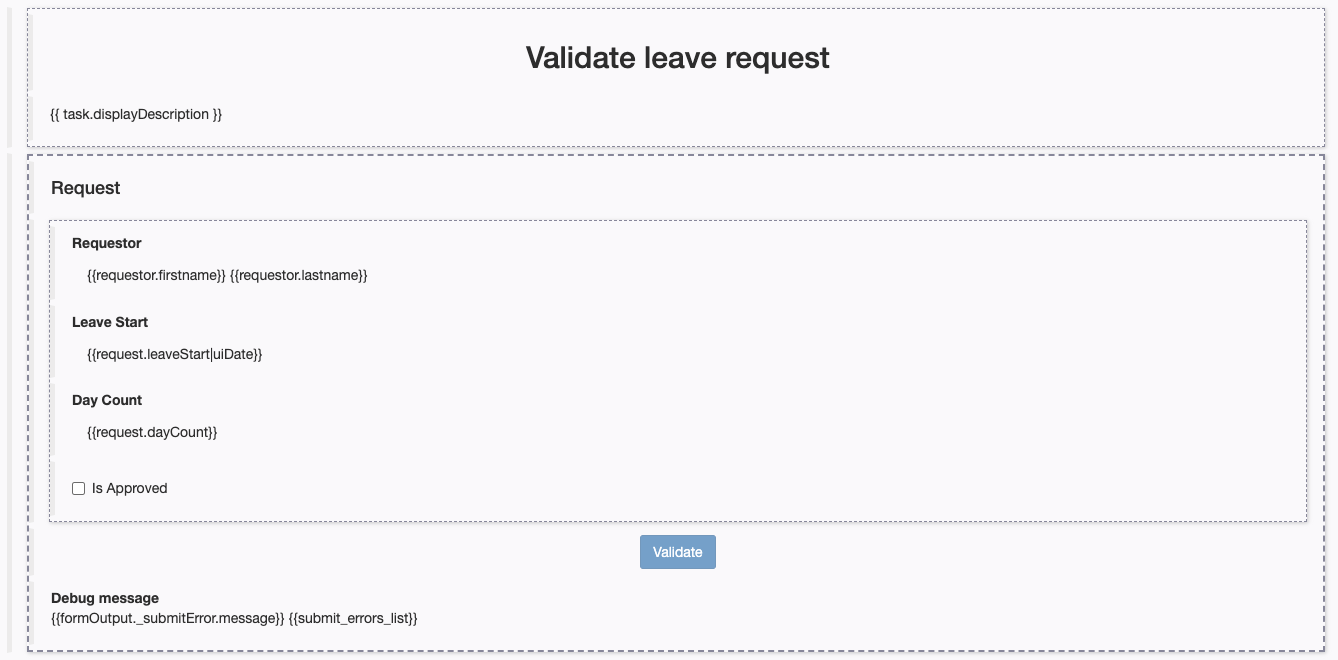 Validate leave request
{{ task.displayDescription }}
Request
Requestor
{{requestor.firstname}} {{requestor.lastname}}
Leave Start
{{request.leaveStart|uiDate}}
Day Count
{{request.dayCount}}
Is Approved
Validate
Debug message
{{formOutput._submitError.message}} {{submit_errors_list}}